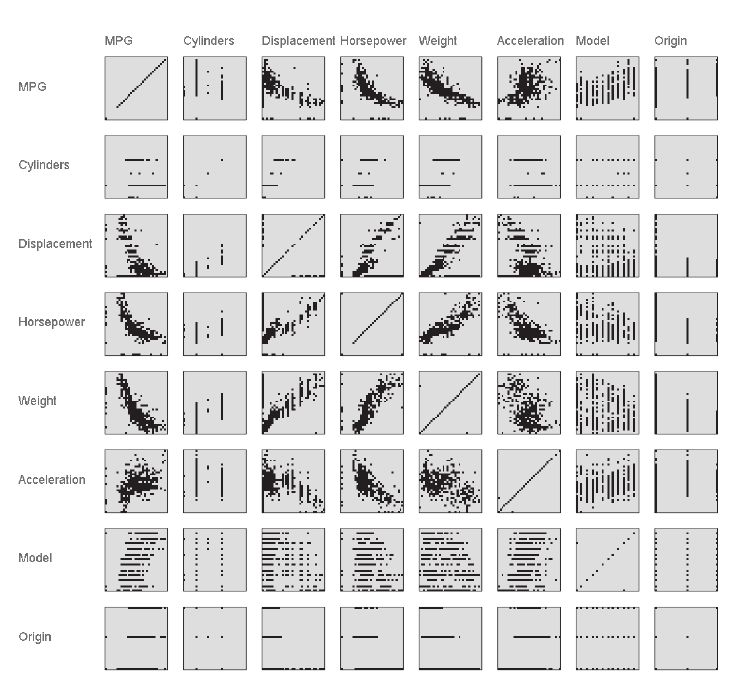 MPG Cylinders Displacement Horsepower Weight Acceleration Model Origin
MPG
Cylinders
Displacement
Horsepower
Weight
Acceleration
Model
Origin